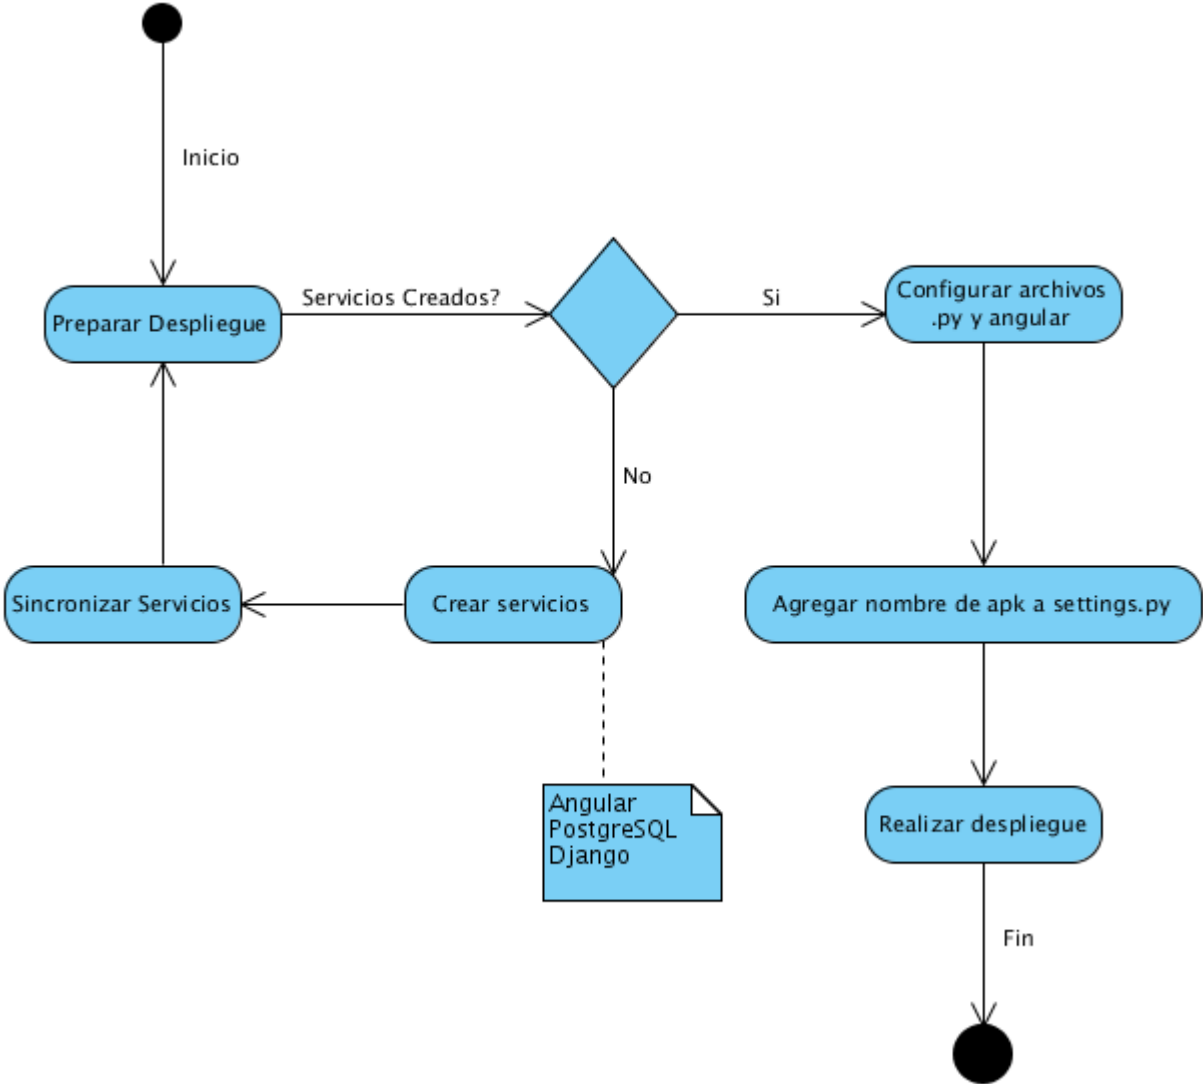 Inicio
Preparar Despliegue
Servicios Creados?
Si
Configurar archivos
.py y angular
No
Sincronizar Servicios
Crear servicios
Agregar nombre de apk a settings.py
Angular
PostgreSQL
Django
Realizar despliegue
Fin